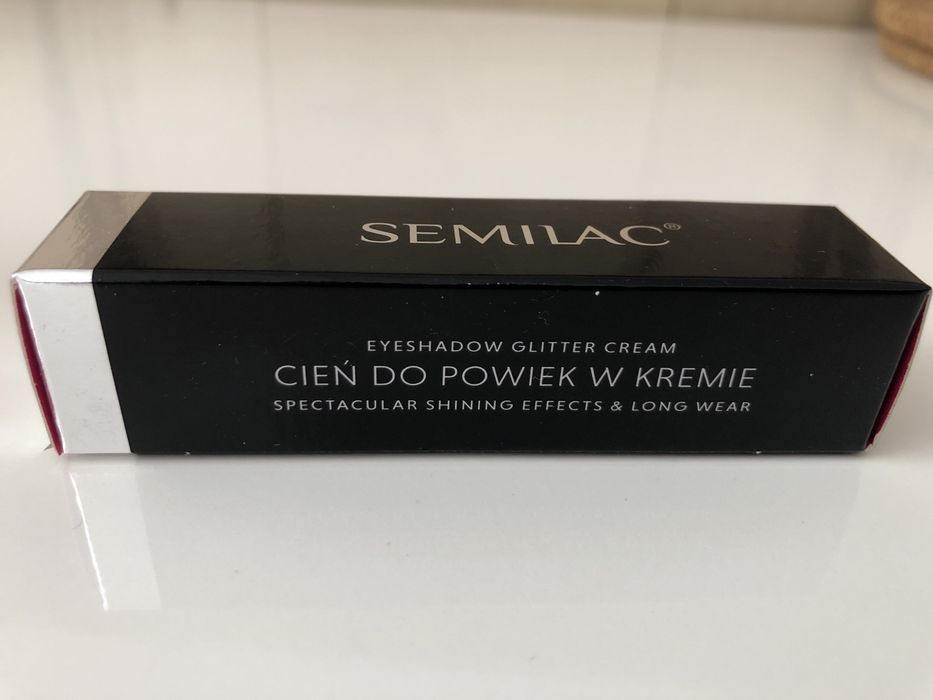 SEMILAC®
EYESHADOW GLITTER CREAM
CIEŃ DO POWIEK W KREMIE
SPECTACULAR SHINING EFFECTS & LONG WEAR